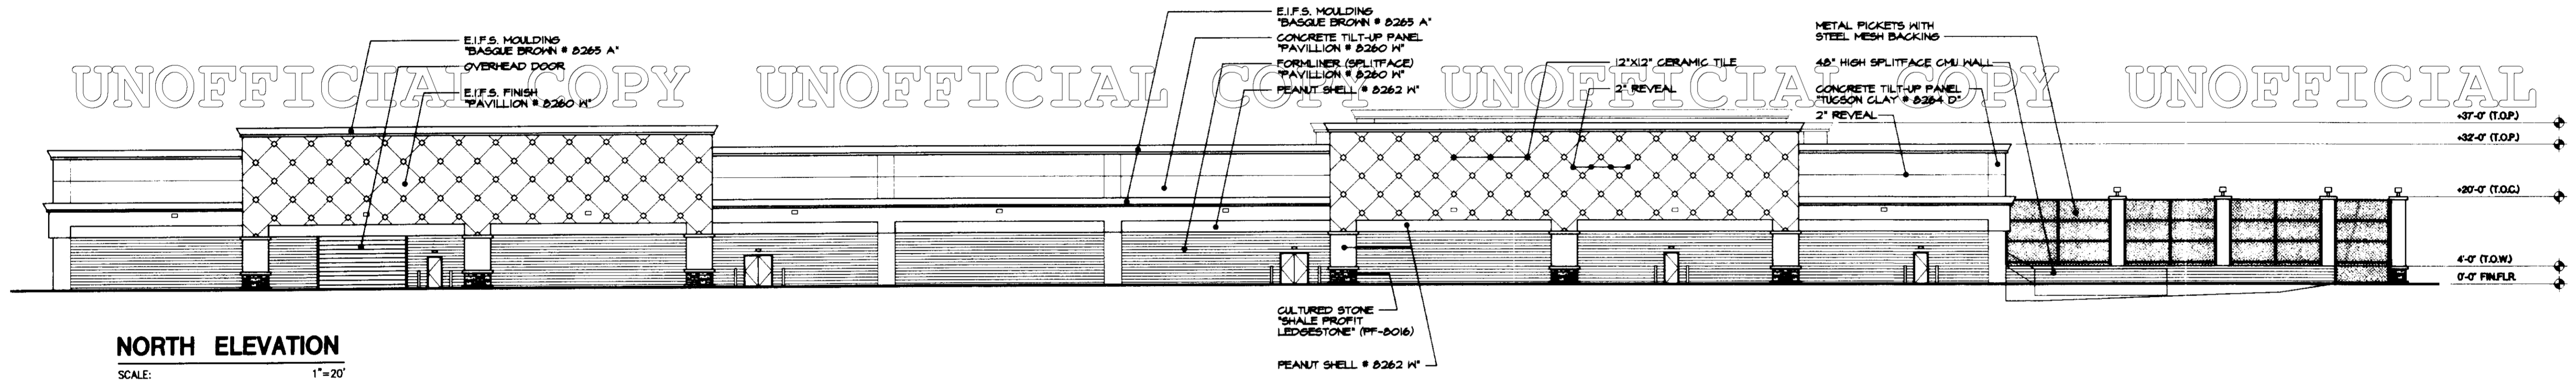 E.I.F.S. MOULDING
"BASQUE BROWN # 8265 A"
OVERHEAD DOOR
E.I.F.S. FINISH
"PAVILLION # 8260 W"
E.I.F.S. MOULDING
"BASQUE BROWN # 8265 A"
CONCRETE TILT-UP PANEL
"PAVILLION # 8260 W"
FORMLINER (SPLITFACE)
"PAVILLION # 8260 W"
PEANUT SHELL # 8262 W"
12"X12" CERAMIC TILE
2" REVEAL
METAL PICKETS WITH
STEEL MESH BACKING
48" HIGH SPLITFACE CMU WALL
CONCRETE TILT-UP PANEL
"TUCSON CLAY # 8264 D"
2" REVEAL
UNOFFICIAL COPY UNOFFICIAL COPY UNOFFICIAL COPY UNOFFICIAL
+37'-0" (T.O.P.)
+32'-0" (T.O.P.)
+20'-0" (T.O.C.)
4'-0" (T.O.W.)
0'-0" FIN.FLR.
CULTURED STONE
"SHALE PROFIT
LEDGESTONE" (PF-8016)
PEANUT SHELL # 8262 W"
NORTH ELEVATION
SCALE: 1"=20'